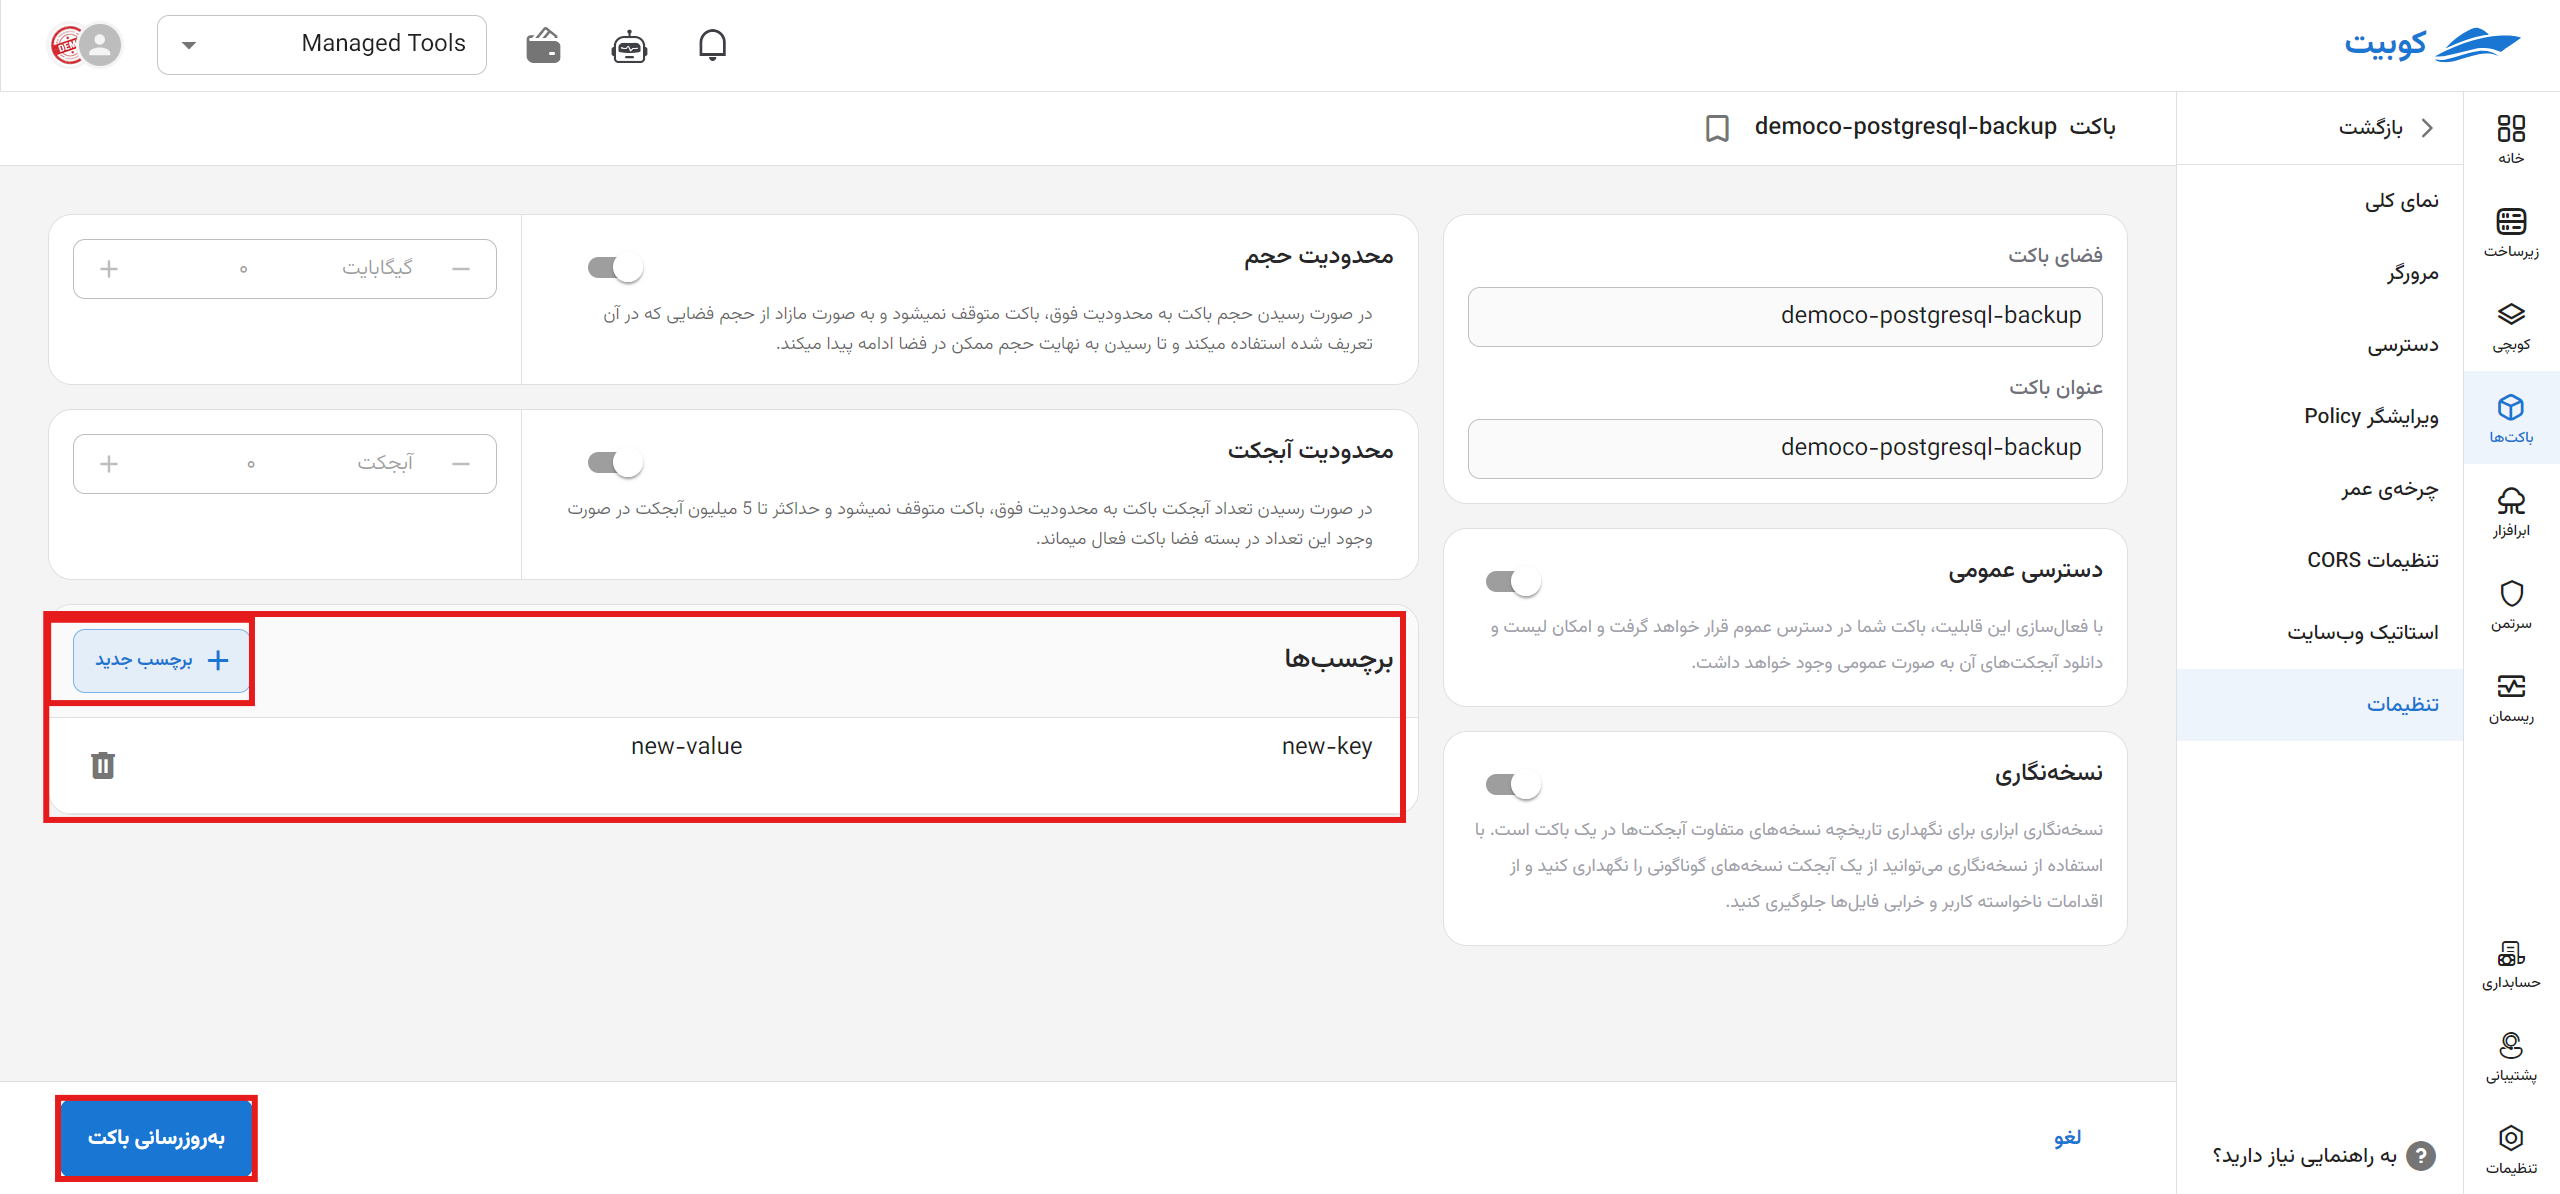 کوبیت
Managed Tools
خانه
زیرساخت
کوبچی
باکت‌ها
ابرافزار
سرتمن
ریسمان
حسابداری
پشتیبانی
تنظیمات
بازگشت
نمای کلی
مرورگر
دسترسی
ویرایشگر Policy
چرخه‌ی عمر
تنظیمات CORS
استاتیک وب‌سایت
تنظیمات
به راهنمایی نیاز دارید؟
باکت democo-postgresql-backup
فضای باکت
democo-postgresql-backup
عنوان باکت
democo-postgresql-backup
دسترسی عمومی
با فعال‌سازی این قابلیت، باکت شما در دسترس عموم قرار خواهد گرفت و امکان لیست و
دانلود آبجکت‌های آن به صورت عمومی وجود خواهد داشت.
نسخه‌نگاری
نسخه‌نگاری ابزاری برای نگهداری تاریخچه نسخه‌های متفاوت آبجکت‌ها در یک باکت است. با
استفاده از نسخه‌نگاری می‌توانید از یک آبجکت نسخه‌های گوناگونی را نگهداری کنید و از
اقدامات ناخواسته کاربر و خرابی فایل‌ها جلوگیری کنید.
محدودیت حجم
در صورت رسیدن حجم باکت به محدودیت فوق، باکت متوقف نمیشود و به صورت مازاد از حجم فضایی که در آن
تعریف شده استفاده میکند و تا رسیدن به نهایت حجم ممکن در فضا ادامه پیدا میکند.
گیگابایت ۰
محدودیت آبجکت
در صورت رسیدن تعداد آبجکت باکت به محدودیت فوق، باکت متوقف نمیشود و حداکثر تا 5 میلیون آبجکت در صورت
وجود این تعداد در بسته فضا باکت فعال میماند.
آبجکت ۰
برچسب‌ها
برچسب جدید
new-key new-value
لغو
به‌روزرسانی باکت